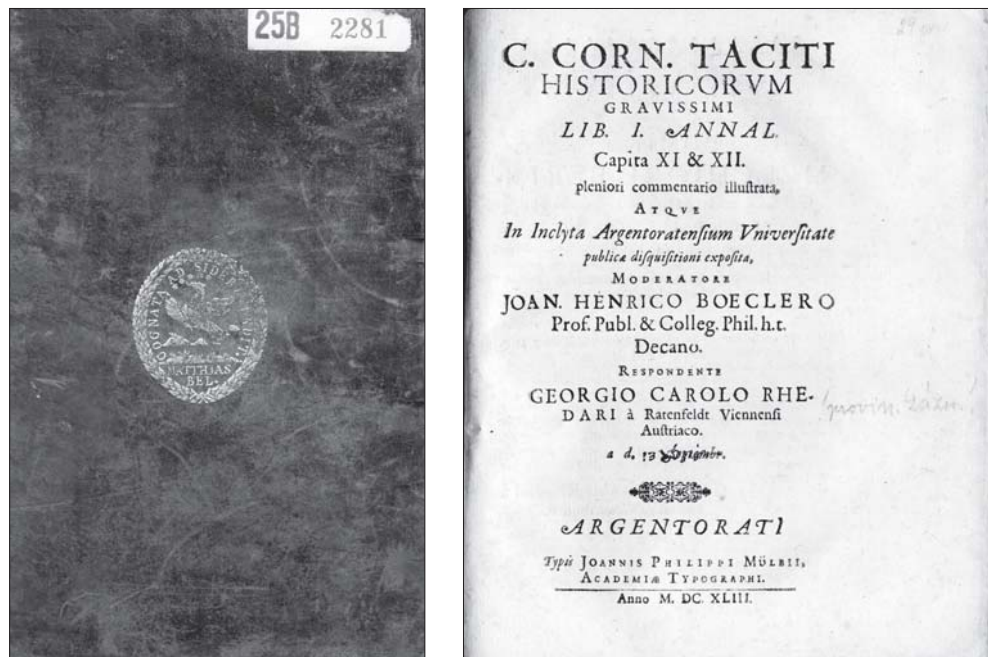 25B 2281
MATTHIAS
BEL.
C. CORN. TACITI
HISTORICORVM
GRAVISSIMI
LIB. I. ANNAL.
Capita XI & XII.
pleniori commentario illuſtrata,
ATQVE
In Inclyta Argentoratenſium Vniverſitate
publicæ diſquiſitioni expoſita,
MODERATORE
JOAN. HENRICO BOECLERO
Prof. Publ. & Colleg. Phil. h.t.
Decano.
RESPONDENTE
GEORGIO CAROLO RHE-
DARI à Ratenfeldt Viennenſi
Auſtriaco.
a d. 13
ARGENTORATI
Typis JOANNIS PHILIPPI MÜLBII,
ACADEMIÆ TYPOGRAPHI.
Anno M. DC. XLIII.